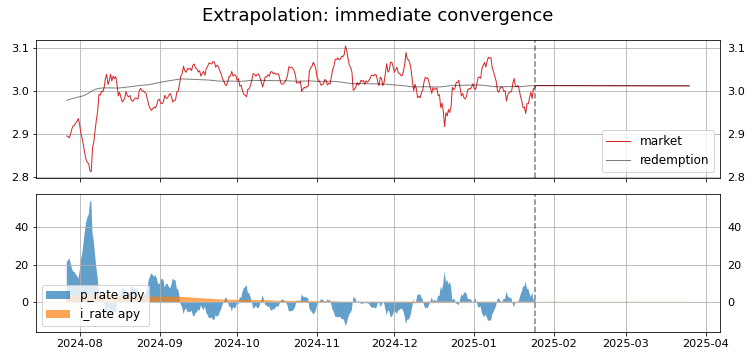 Extrapolation: immediate convergence
3.1 3.1
3.0 3.0
2.9 2.9
market
redemption
2.8 2.8
40 40
20 20
0 0
p_rate apy
i_rate apy
2024-08 2024-09 2024-10 2024-11 2024-12 2025-01 2025-02 2025-03 2025-04